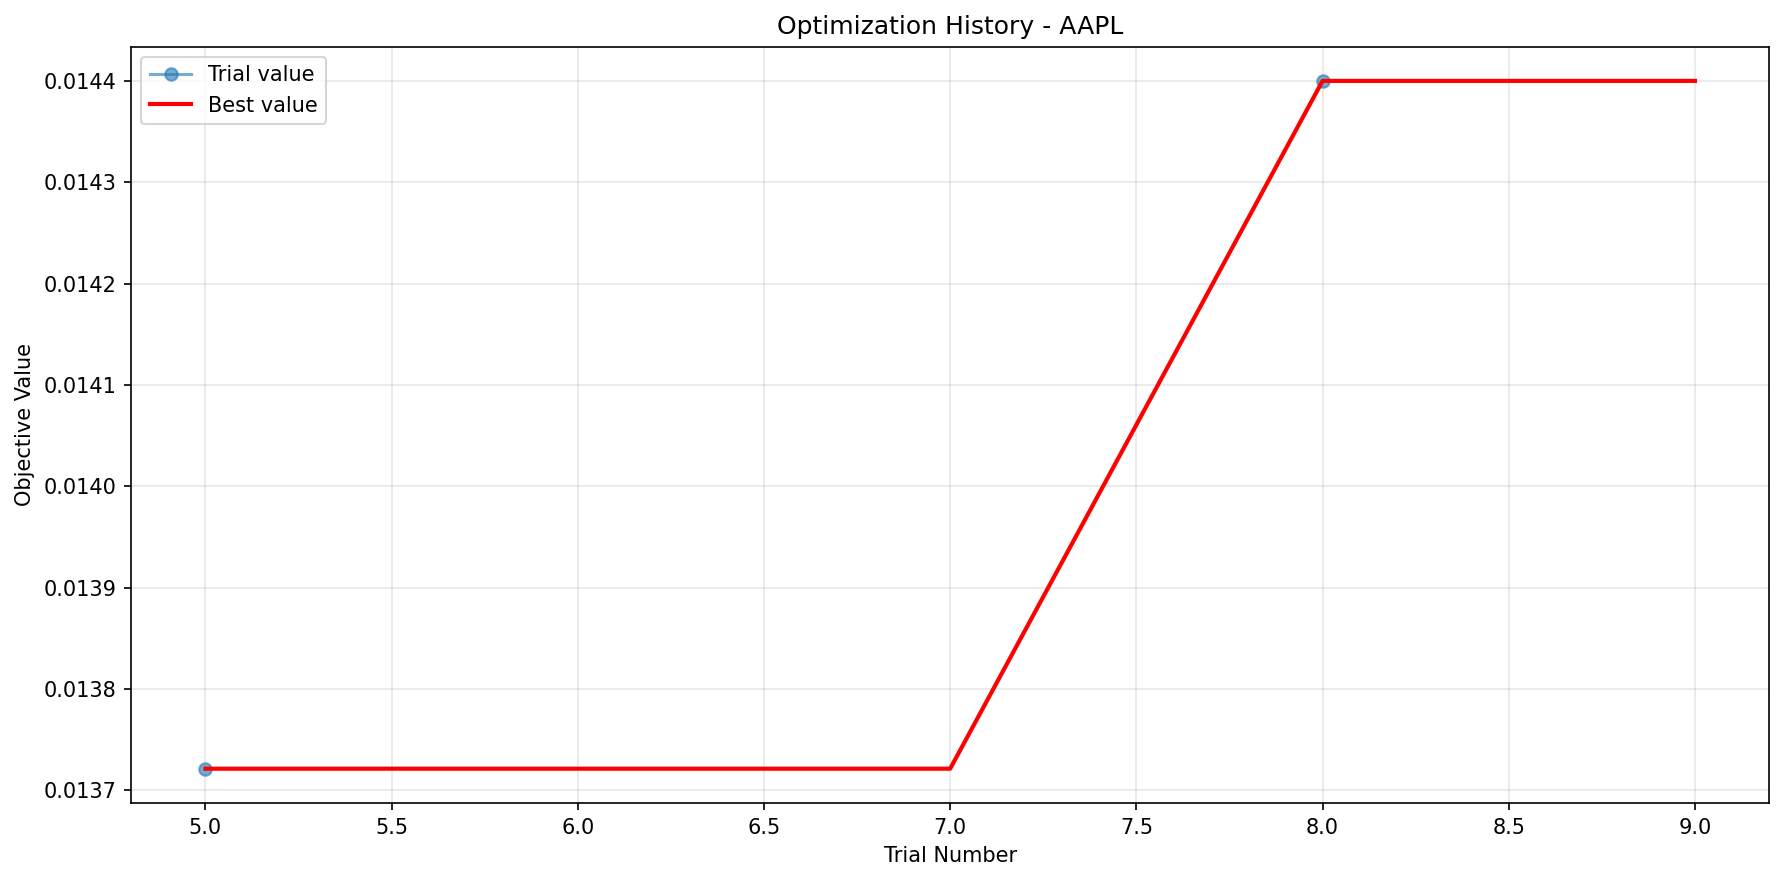 Optimization History - AAPL
Trial value
Best value
0.0144
0.0143
0.0142
0.0141
0.0140
0.0139
0.0138
0.0137
Objective Value
5.0 5.5 6.0 6.5 7.0 7.5 8.0 8.5 9.0
Trial Number